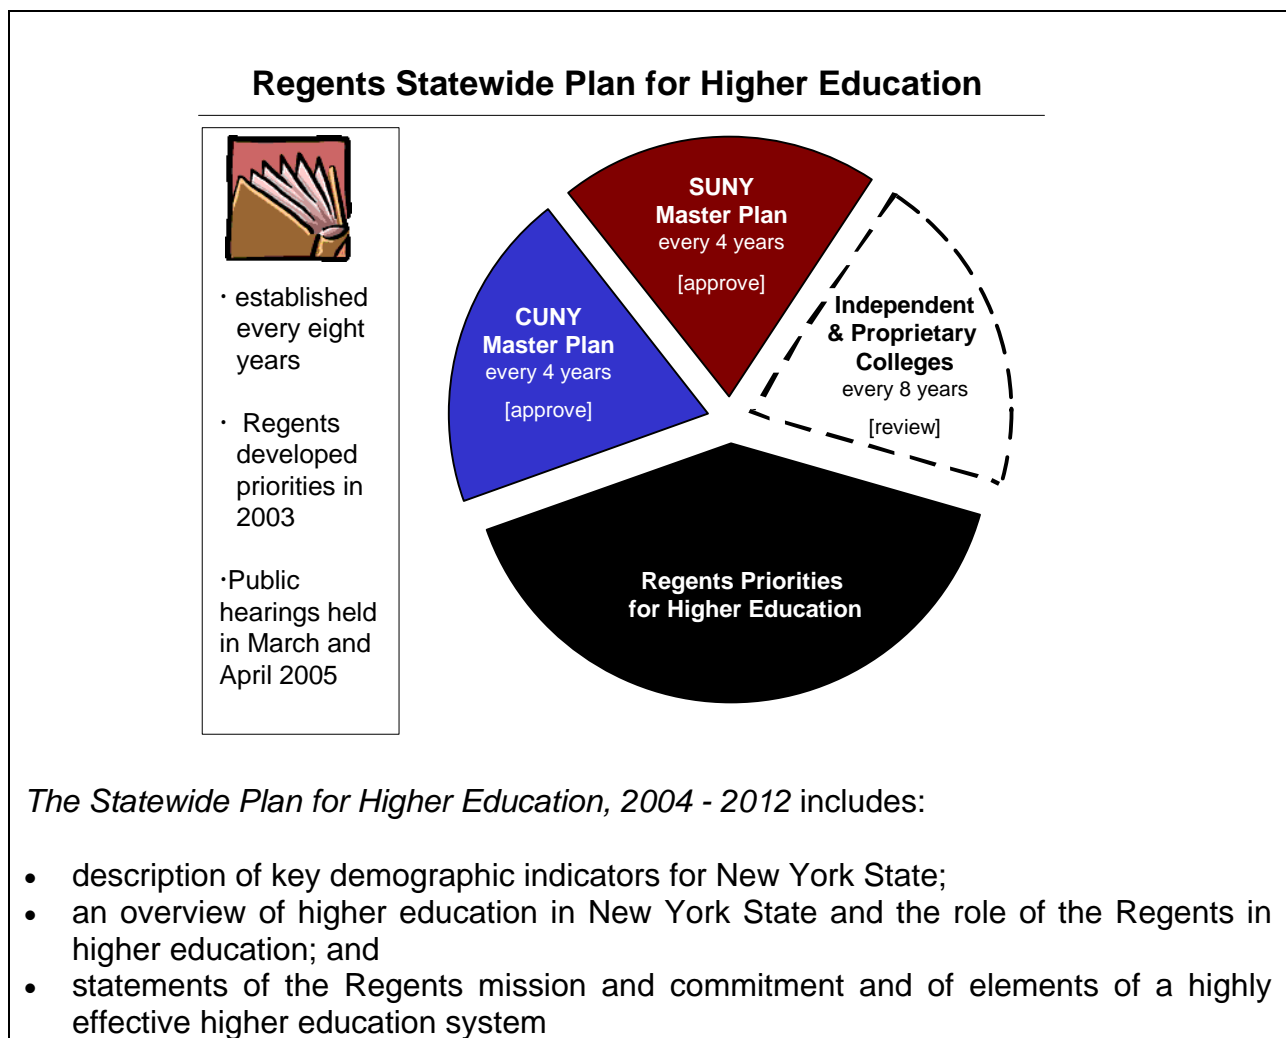 Regents Statewide Plan for Higher Education
· established
every eight
years
· Regents
developed
priorities in
2003
·Public
hearings held
in March and
April 2005
SUNY
Master Plan
every 4 years
[approve]
CUNY
Master Plan
every 4 years
[approve]
Independent
& Proprietary
Colleges
every 8 years
[review]
Regents Priorities
for Higher Education
The Statewide Plan for Higher Education, 2004 - 2012 includes:
• description of key demographic indicators for New York State;
• an overview of higher education in New York State and the role of the Regents in
higher education; and
• statements of the Regents mission and commitment and of elements of a highly
effective higher education system